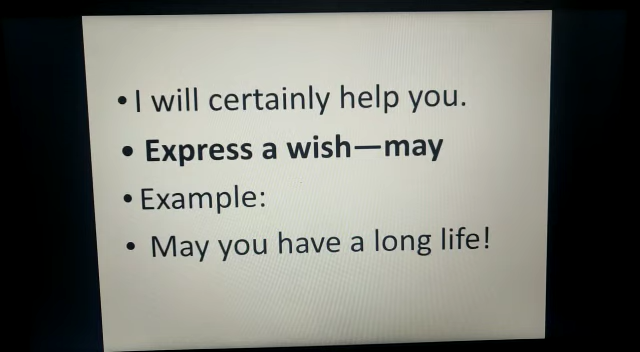 •I will certainly help you.
• Express a wish—may
•Example:
• May you have a long life!